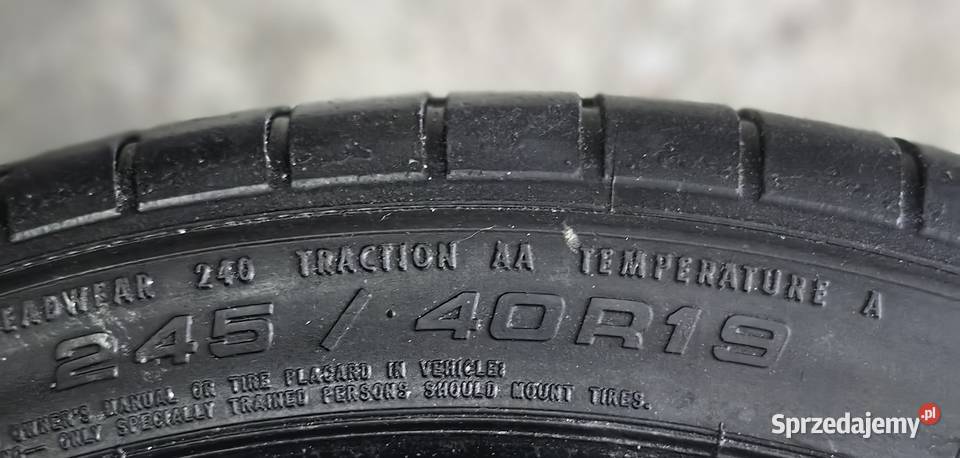 EADWEAR 240 TRACTION AA TEMPERATURE A
245 / 40R19
OWNER'S MANUAL OR TIRE PLACARD IN VEHICLE;
ONLY SPECIALLY TRAINED PERSONS SHOULD MOUNT TIRES.
Sprzedajemy.pl